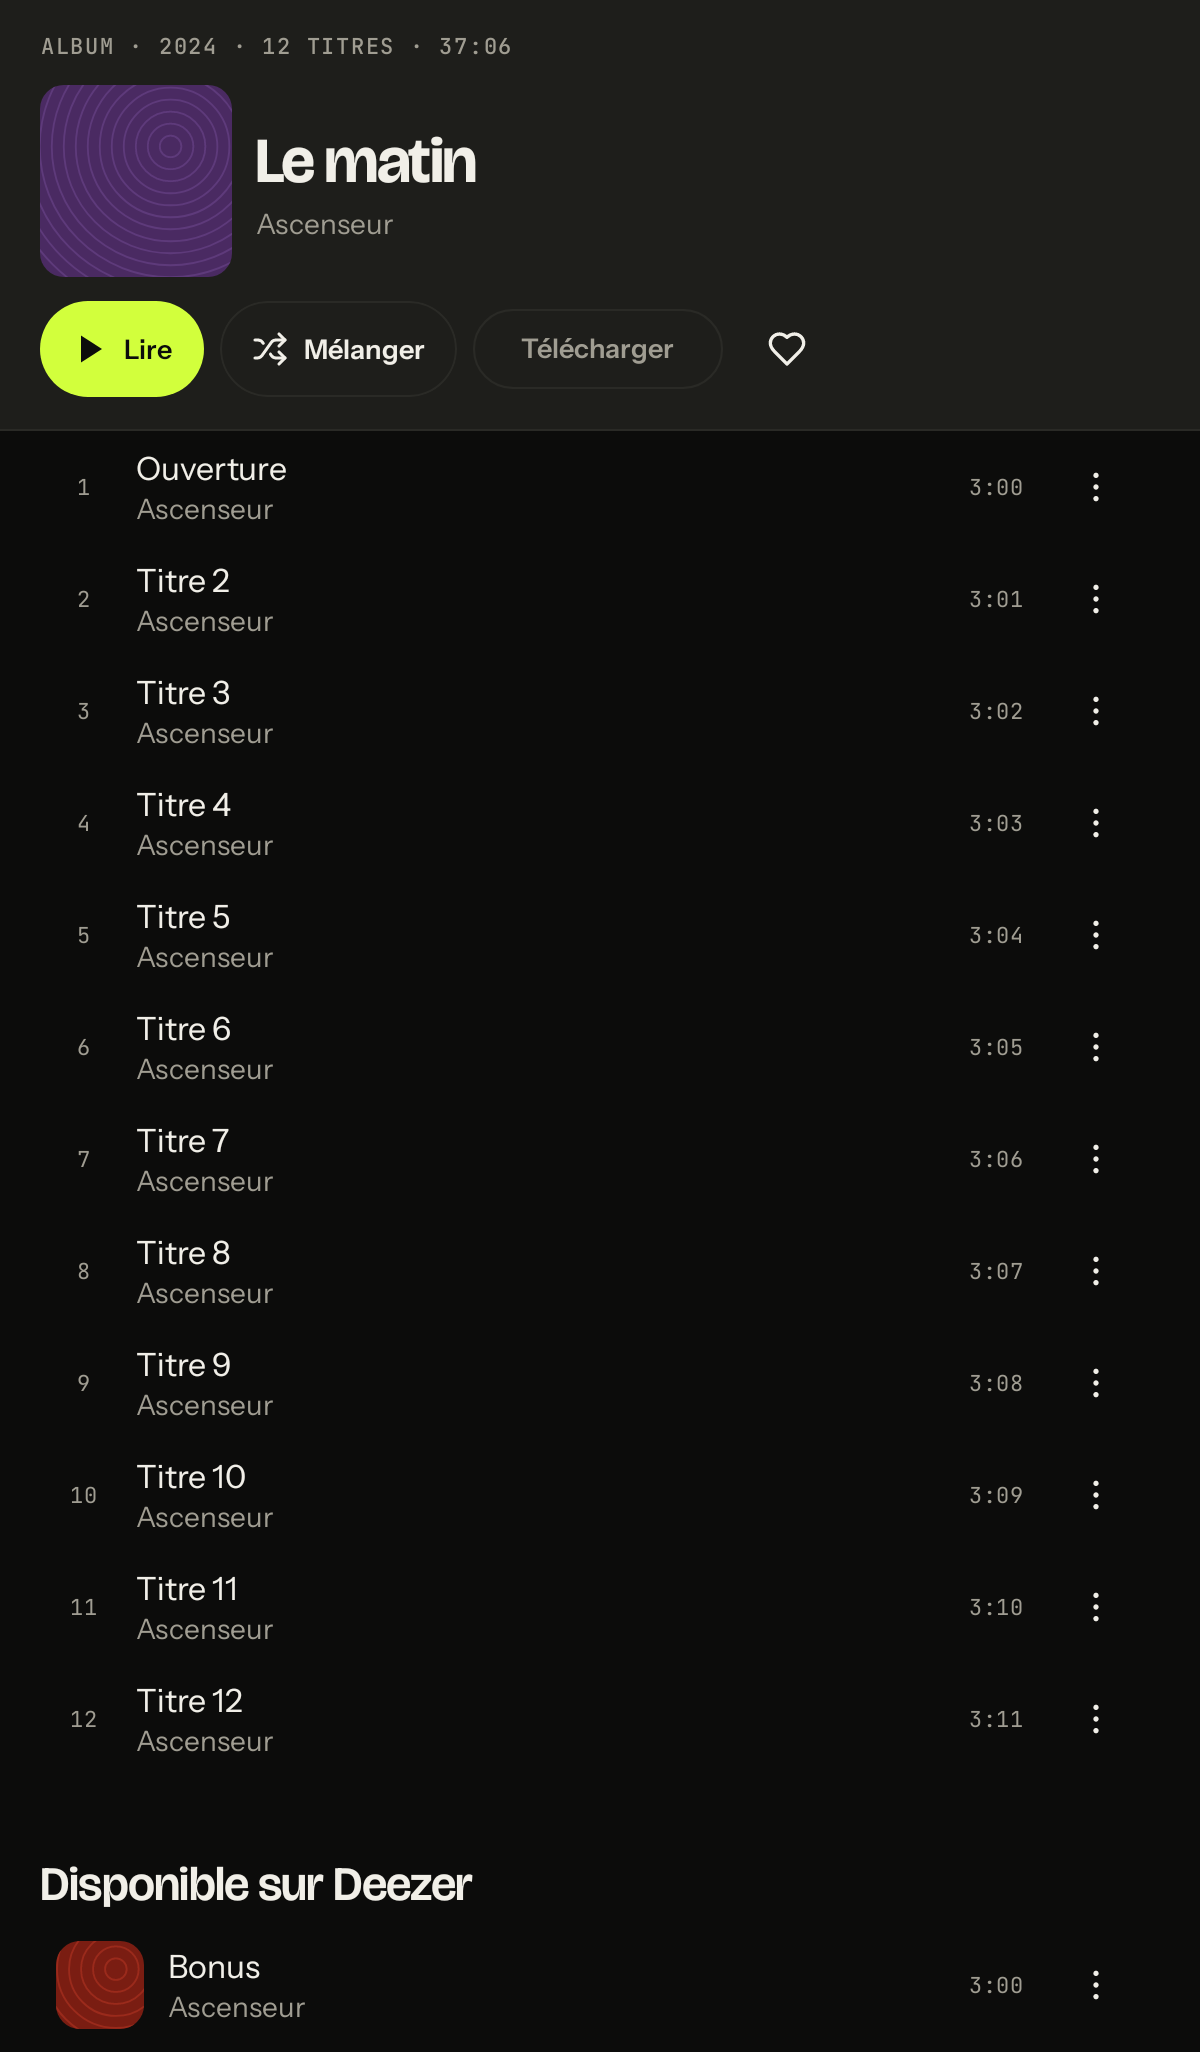 ALBUM · 2024 · 12 TITRES · 37:06
Le matin
Ascenseur
Lire
Mélanger
Télécharger
1
Ouverture
Ascenseur
3:00
2
Titre 2
Ascenseur
3:01
3
Titre 3
Ascenseur
3:02
4
Titre 4
Ascenseur
3:03
5
Titre 5
Ascenseur
3:04
6
Titre 6
Ascenseur
3:05
7
Titre 7
Ascenseur
3:06
8
Titre 8
Ascenseur
3:07
9
Titre 9
Ascenseur
3:08
10
Titre 10
Ascenseur
3:09
11
Titre 11
Ascenseur
3:10
12
Titre 12
Ascenseur
3:11
Disponible sur Deezer
Bonus
Ascenseur
3:00